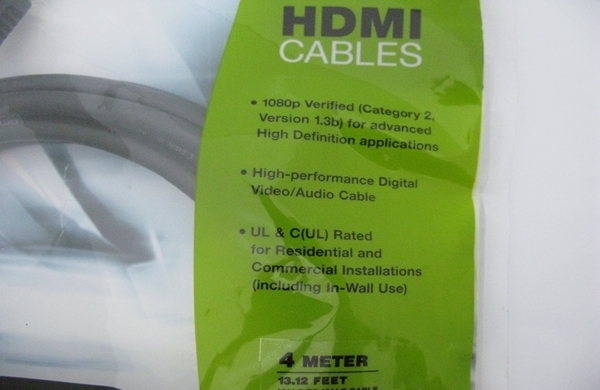 HDMI
CABLES
• 1080p Verified (Category 2,
Version 1.3b) for advanced
High Definition applications
• High-performance Digital
Video/Audio Cable
• UL & C(UL) Rated
for Residential and
Commercial Installations
(including In-Wall Use)
4 METER
13.12 FEET